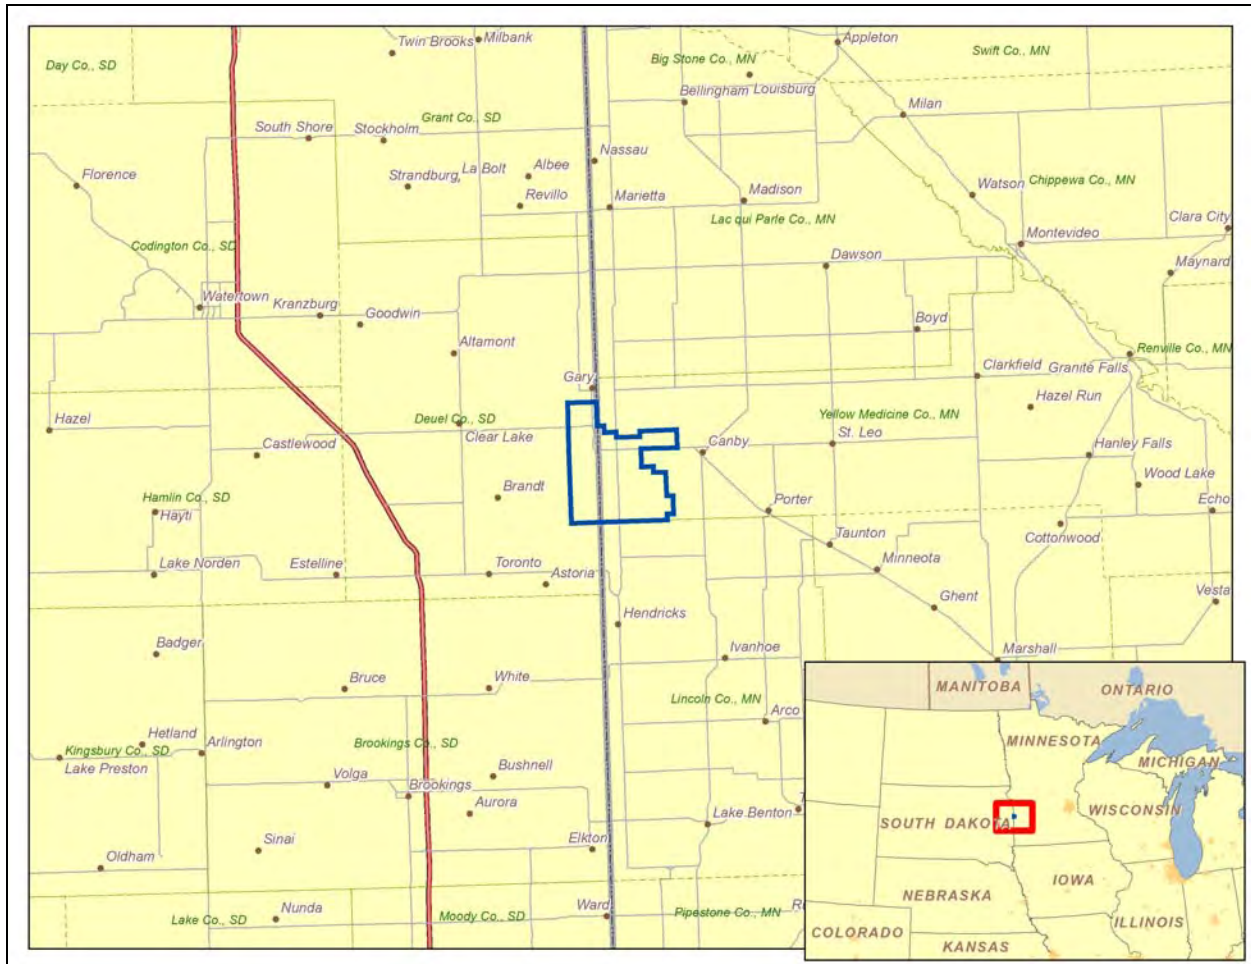 Twin Brooks
Milbank
Appleton
Day Co., SD
Big Stone Co., MN
Swift Co., MN
Bellingham
Louisburg
Milan
Grant Co., SD
South Shore
Stockholm
Nassau
Florence
Strandburg
La Bolt
Albee
Revillo
Marietta
Madison
Watson
Chippewa Co., MN
Lac qui Parle Co., MN
Clara City
Montevideo
Codington Co., SD
Dawson
Maynard
Watertown
Kranzburg
Goodwin
Boyd
Altamont
Renville Co., MN
Clarkfield
Granite Falls
Gary
Hazel Run
Hazel
Deuel Co., SD
Clear Lake
Yellow Medicine Co., MN
Castlewood
Canby
St. Leo
Hanley Falls
Wood Lake
Brandt
Hamlin Co., SD
Hayti
Porter
Echo
Taunton
Cottonwood
Lake Norden
Estelline
Toronto
Astoria
Minneota
Vesta
Hendricks
Ghent
Badger
Ivanhoe
Marshall
Bruce
White
Lincoln Co., MN
Arco
Hetland
Kingsbury Co., SD
Lake Preston
Arlington
Brookings Co., SD
Volga
Bushnell
Brookings
Aurora
Lake Benton
T
Sinai
Elkton
Oldham
Nunda
Lake Co., SD
Moody Co., SD
Ward
Pipestone Co., MN
R
MANITOBA
ONTARIO
MINNESOTA
MICHIGAN
WISCONSIN
SOUTH DAKOTA
IOWA
NEBRASKA
ILLINOIS
COLORADO
KANSAS